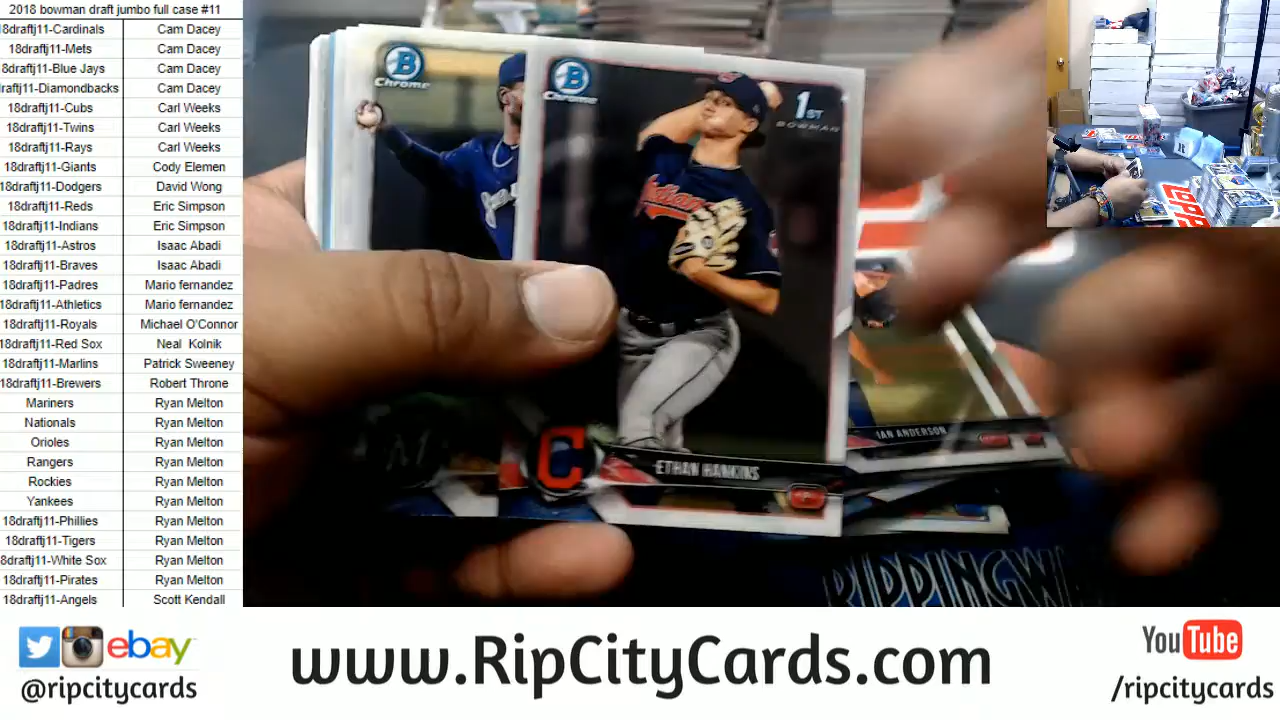 2018 bowman draft jumbo full case #11
18draftj11-Cardinals Cam Dacey
18draftj11-Mets Cam Dacey
8draftj11-Blue Jays Cam Dacey
draftj11-Diamondbacks Cam Dacey
18draftj11-Cubs Carl Weeks
18draftj11-Twins Carl Weeks
18draftj11-Rays Carl Weeks
18draftj11-Giants Cody Elemen
18draftj11-Dodgers David Wong
18draftj11-Reds Eric Simpson
18draftj11-Indians Eric Simpson
18draftj11-Astros Isaac Abadi
18draftj11-Braves Isaac Abadi
18draftj11-Padres Mario fernandez
18draftj11-Athletics Mario fernandez
18draftj11-Royals Michael O'Connor
18draftj11-Red Sox Neal Kolnik
18draftj11-Marlins Patrick Sweeney
18draftj11-Brewers Robert Throne
Mariners Ryan Melton
Nationals Ryan Melton
Orioles Ryan Melton
Rangers Ryan Melton
Rockies Ryan Melton
Yankees Ryan Melton
18draftj11-Phillies Ryan Melton
18draftj11-Tigers Ryan Melton
8draftj11-White Sox Ryan Melton
18draftj11-Pirates Ryan Melton
18draftj11-Angels Scott Kendall
B Chrome
B Chrome
1ST BOWMAN
Indians
C
ETHAN HANKINS
IAN ANDERSON
RIPPINGW
ebay
@ripcitycards
www.RipCityCards.com
YouTube
/ripcitycards